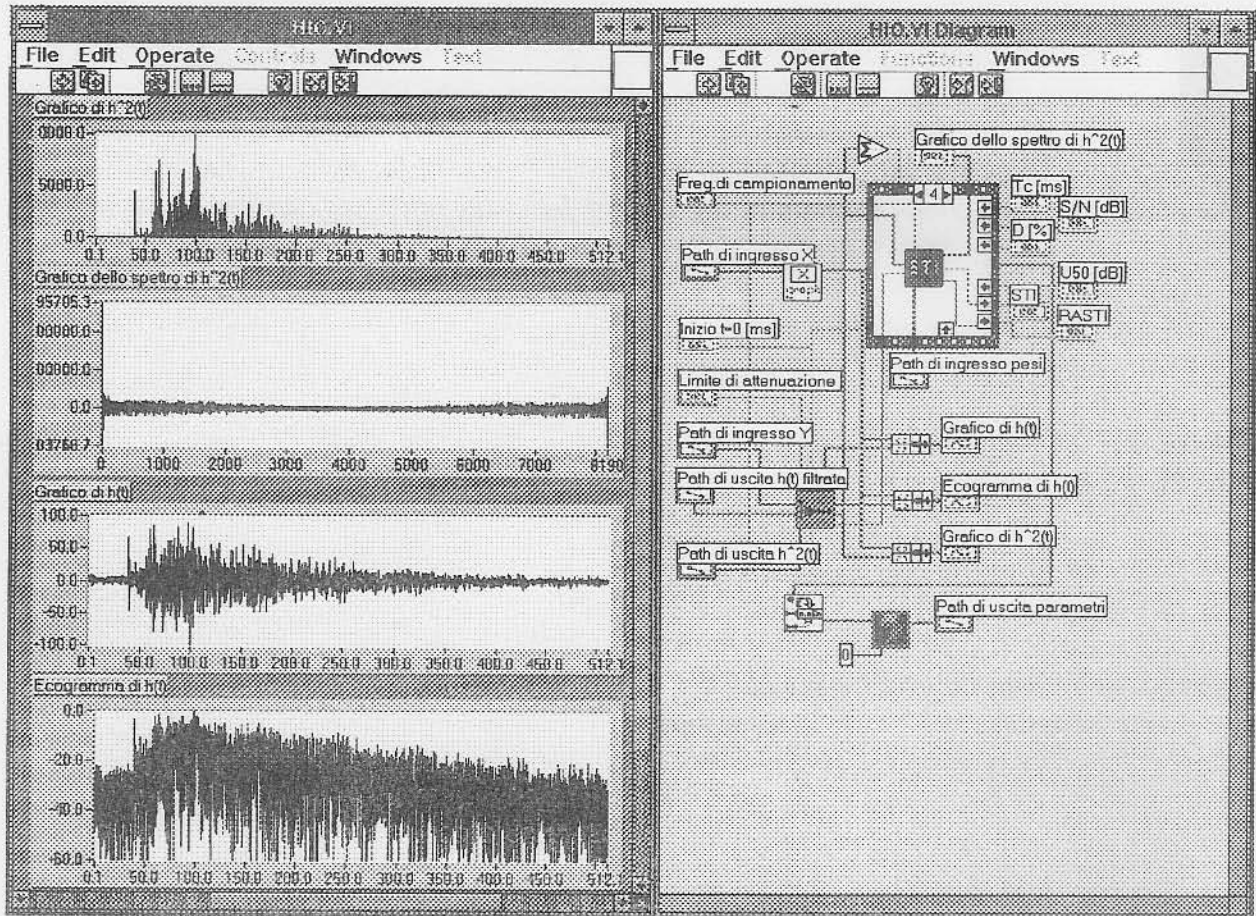 HIO.VI
File Edit Operate Controls Windows Text
Grafico di h^2(t)
0008.0
5000.0
0.0
0.1 50.0 100.0 150.0 200.0 250.0 300.0 350.0 400.0 450.0 512.1
Grafico dello spettro di h^2(t)
95705.3
00000.0
00000.0
0.0
03756.7
0 1000 2000 3000 4000 5000 6000 7000 8190
Grafico di h(t)
100.0
50.0
0.0
-50.0
-100.0
0.1 50.0 100.0 150.0 200.0 250.0 300.0 350.0 400.0 450.0 512.1
Ecogramma di h(t)
0.0
-20.0
-40.0
-60.0
0.1 50.0 100.0 150.0 200.0 250.0 300.0 350.0 400.0 450.0 512.1
HIO.VI Diagram
File Edit Operate Functions Windows Text
Grafico dello spettro di h^2(t)
Freq.di campionamento
4
Tc [ms]
S/N [dB]
D [%]
Path di ingresso X
U50 [dB]
STI
RASTI
Inizio t=0 [ms]
Path di ingresso pesi
Limite di attenuazione
Path di ingresso Y
Grafico di h(t)
Path di uscita h(t) filtrata
Ecogramma di h(t)
Grafico di h^2(t)
Path di uscita h^2(t)
Path di uscita parametri
0